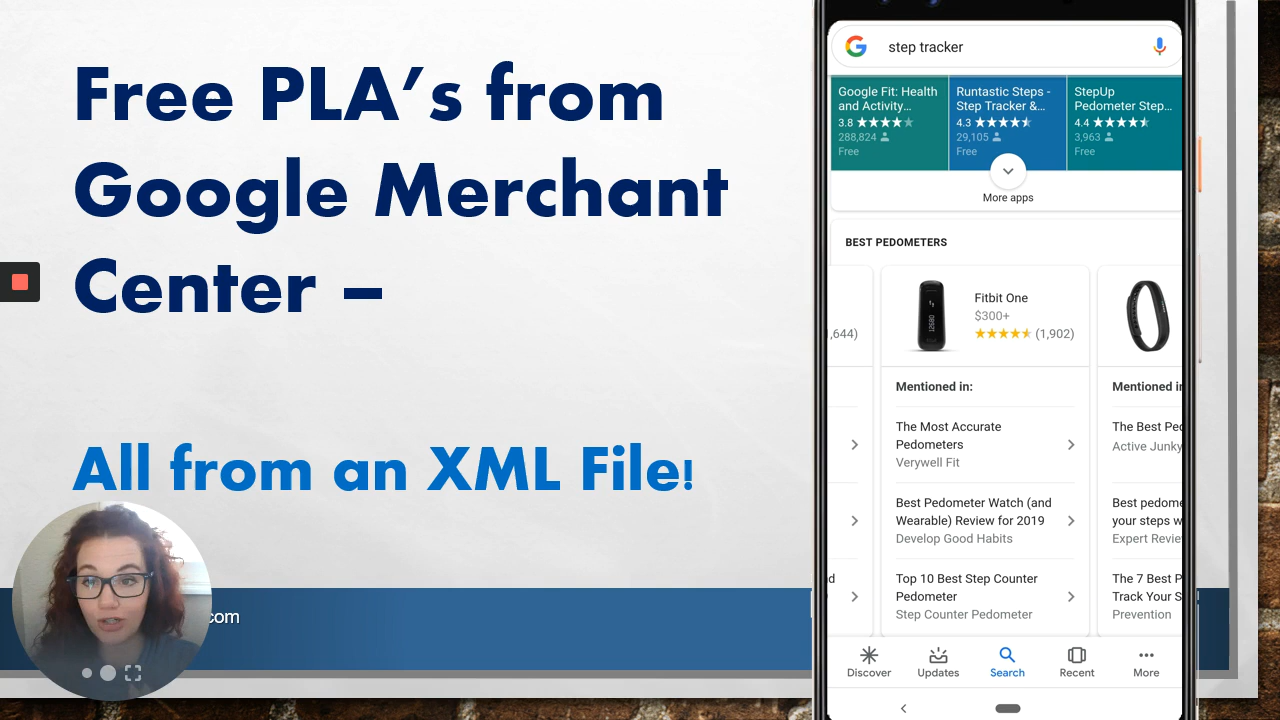 Free PLA’s from
Google Merchant
Center –
All from an XML File!
com
step tracker
Google Fit: Health
and Activity...
3.8
288,824
Free
Runtastic Steps -
Step Tracker &...
4.3
29,105
Free
StepUp
Pedometer Step...
4.4
3,963
Free
More apps
BEST PEDOMETERS
,644)
Fitbit One
$300+
(1,902)
12680
Mentioned in:
The Most Accurate
Pedometers
Verywell Fit
Best Pedometer Watch (and
Wearable) Review for 2019
Develop Good Habits
Top 10 Best Step Counter
Pedometer
Step Counter Pedometer
Mentioned in
The Best Pe
Active Junky
Best pedome
your steps w
Expert Revie
The 7 Best P
Track Your S
Prevention
Discover
Updates
Search
Recent
More